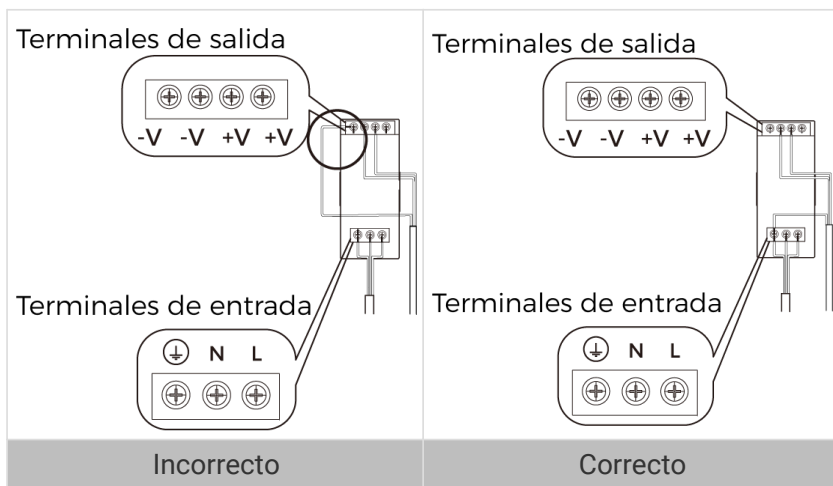 Terminales de salida
-V -V +V +V
Terminales de entrada
N L
Incorrecto
Terminales de salida
-V -V +V +V
Terminales de entrada
N L
Correcto